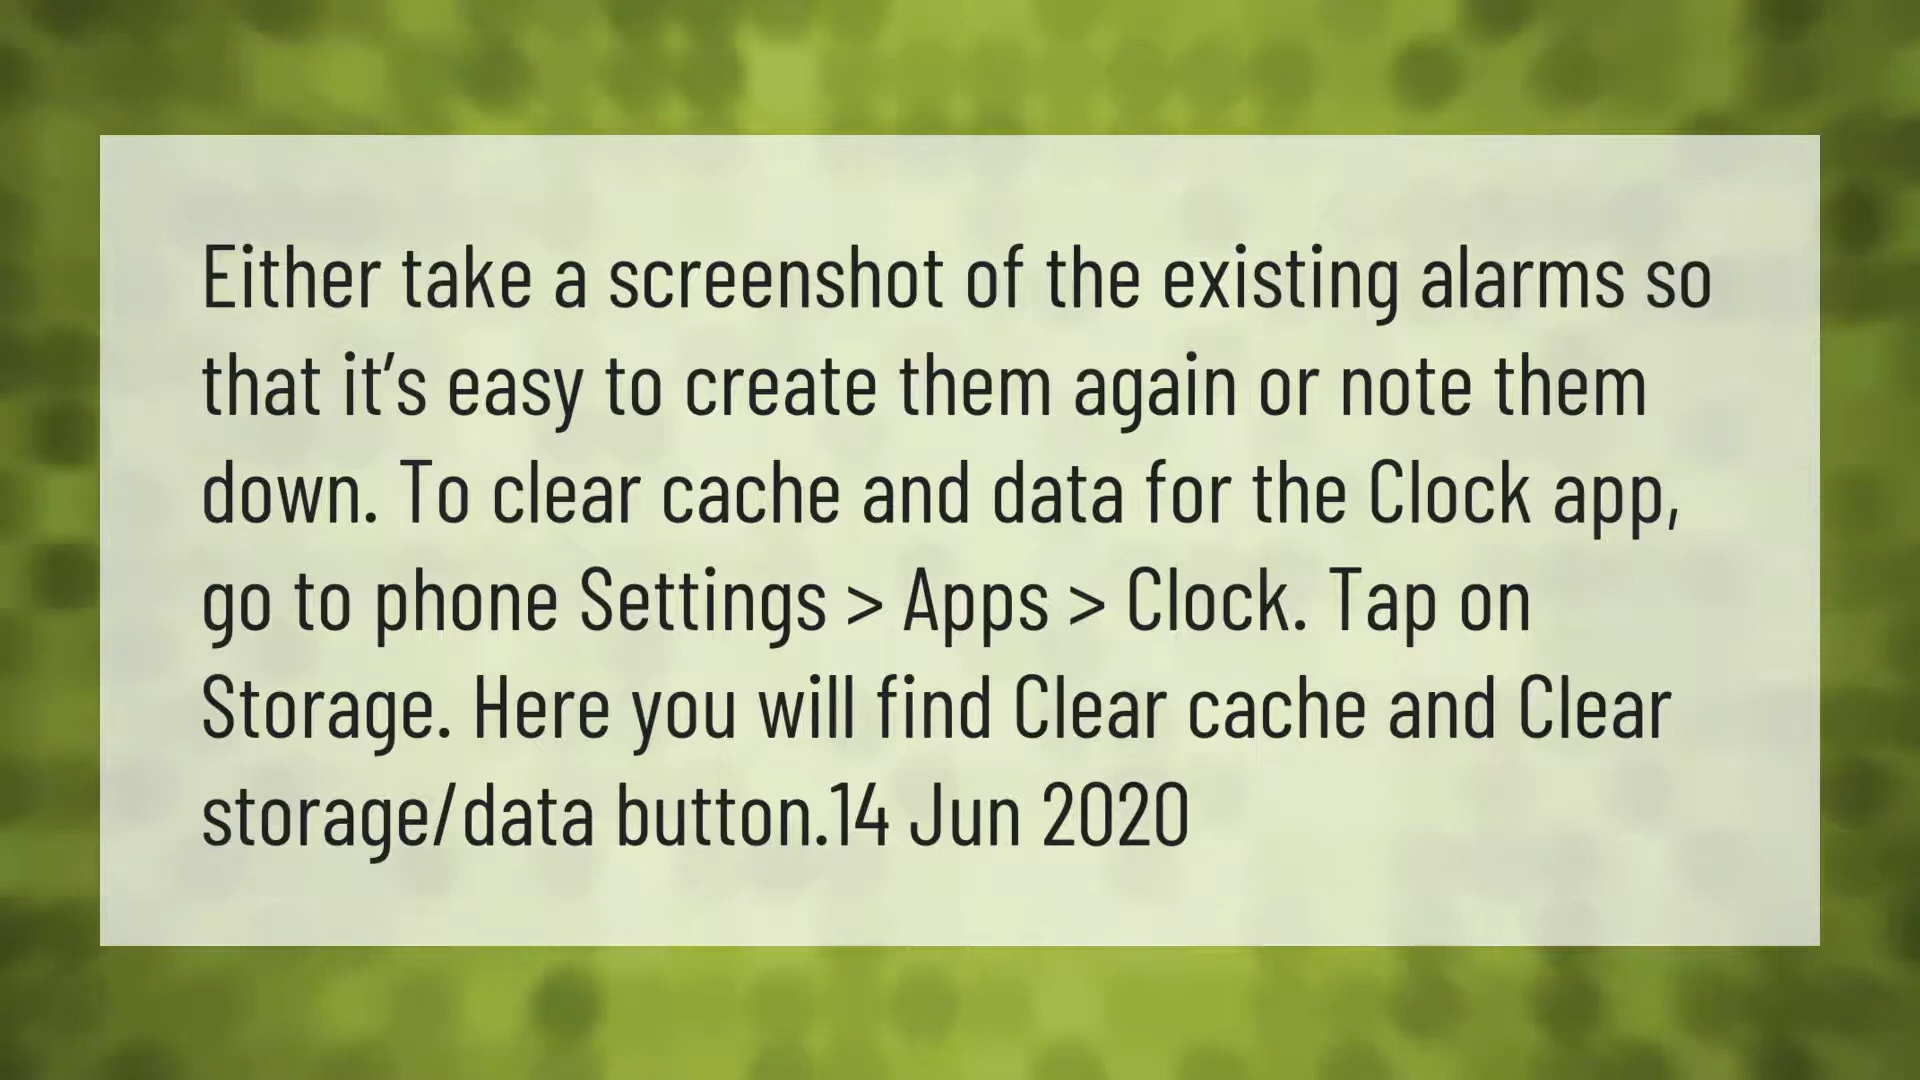 Either take a screenshot of the existing alarms so
that it’s easy to create them again or note them
down. To clear cache and data for the Clock app,
go to phone Settings > Apps > Clock. Tap on
Storage. Here you will find Clear cache and Clear
storage/data button.14 Jun 2020